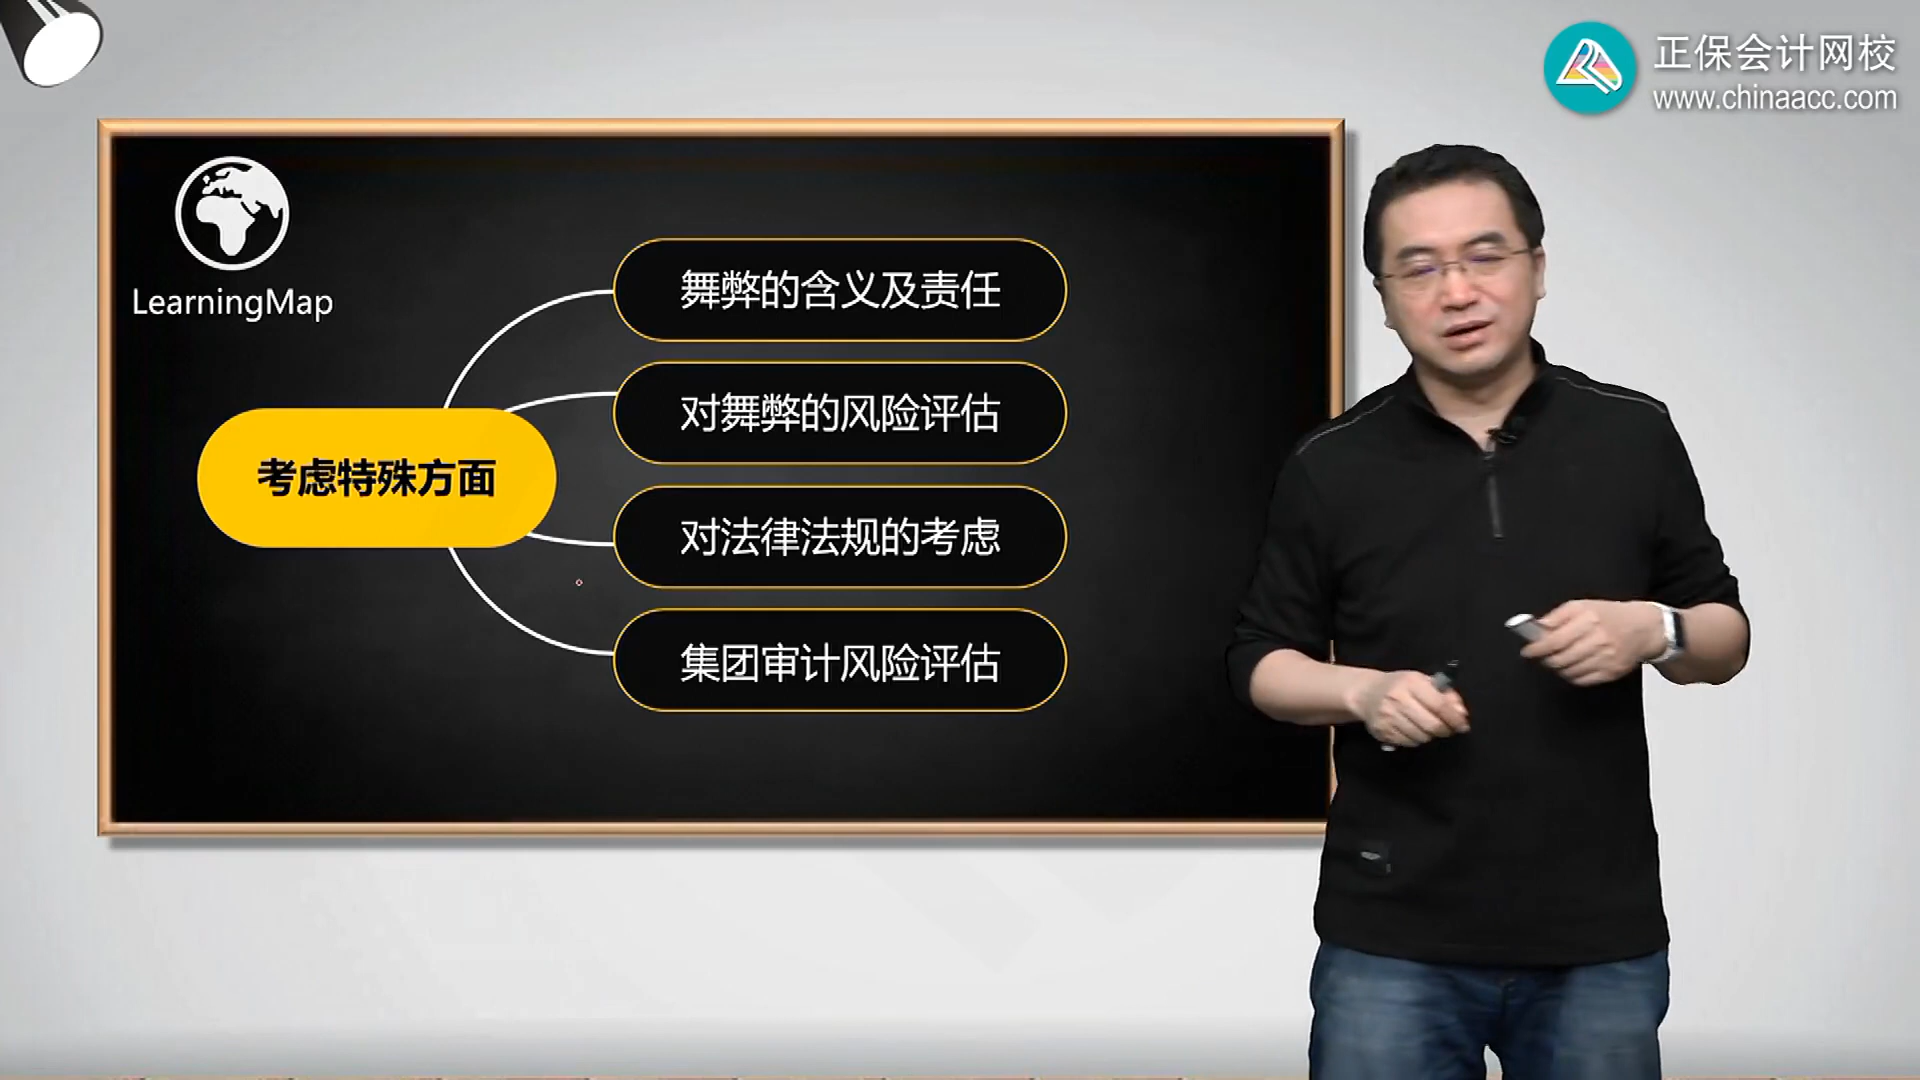 正保会计网校
www.chinaacc.com
LearningMap
考虑特殊方面
舞弊的含义及责任
对舞弊的风险评估
对法律法规的考虑
集团审计风险评估